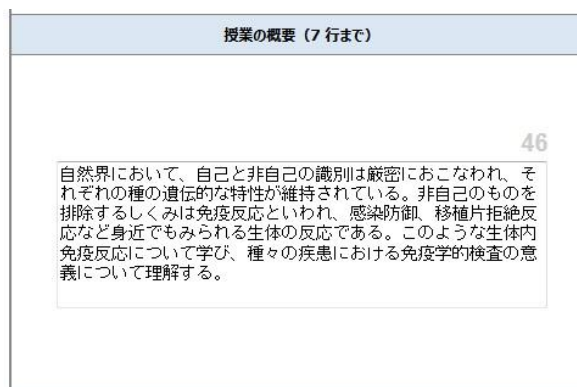 授業の概要（7 行まで）
46
自然界において、自己と非自己の識別は厳密におこなわれ、そ
れぞれの種の遺伝的な特性が維持されている。非自己のものを
排除するしくみは免疫反応といわれ、感染防御、移植片拒絶反
応など身近でもみられる生体の反応である。このような生体内
免疫反応について学び、種々の疾患における免疫学的検査の意
義について理解する。